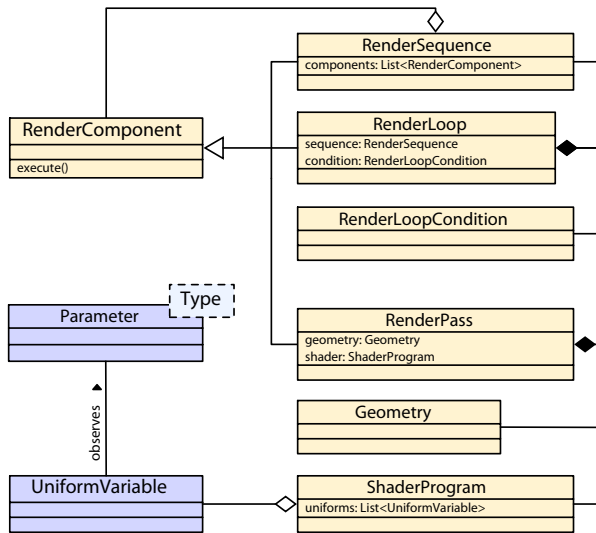 RenderSequence
components: List<RenderComponent>
RenderComponent
execute()
RenderLoop
sequence: RenderSequence
condition: RenderLoopCondition
RenderLoopCondition
Type
Parameter
RenderPass
geometry: Geometry
shader: ShaderProgram
observes
Geometry
UniformVariable
ShaderProgram
uniforms: List<UniformVariable>